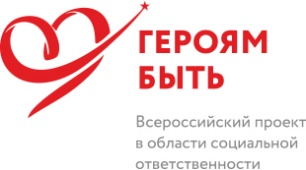 ГЕРОЯМ
БЫТЬ
Всероссийский проект
в области социальной
ответственности